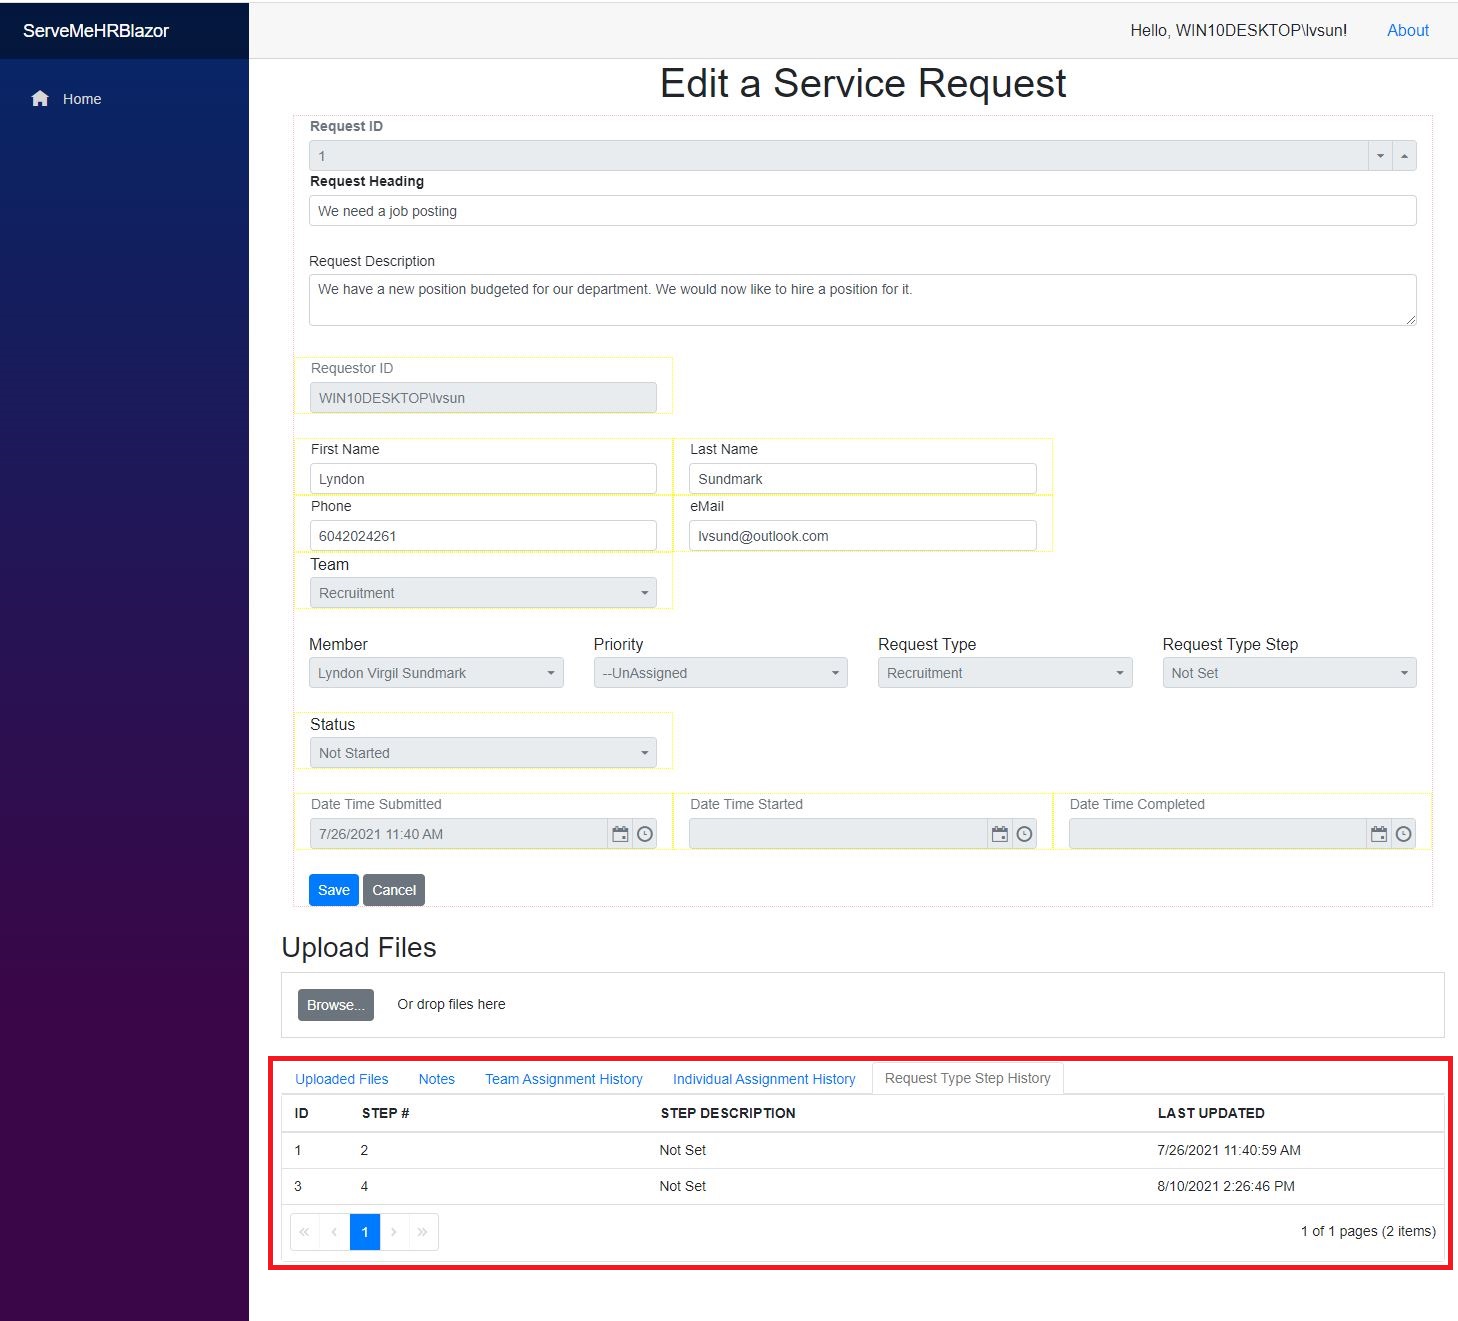 ServeMeHRBlazor
Hello, WIN10DESKTOP\lvsun! About
Home
Edit a Service Request
Request ID
1
Request Heading
We need a job posting
Request Description
We have a new position budgeted for our department. We would now like to hire a position for it.
Requestor ID
WIN10DESKTOP\lvsun
First Name Last Name
Lyndon Sundmark
Phone eMail
6042024261 lvsund@outlook.com
Team
Recruitment
Member Priority Request Type Request Type Step
Lyndon Virgil Sundmark --UnAssigned Recruitment Not Set
Status
Not Started
Date Time Submitted Date Time Started Date Time Completed
7/26/2021 11:40 AM
Save Cancel
Upload Files
Browse... Or drop files here
Uploaded Files Notes Team Assignment History Individual Assignment History Request Type Step History
ID STEP # STEP DESCRIPTION LAST UPDATED
1 2 Not Set 7/26/2021 11:40:59 AM
3 4 Not Set 8/10/2021 2:26:46 PM
« ‹ 1 › » 1 of 1 pages (2 items)